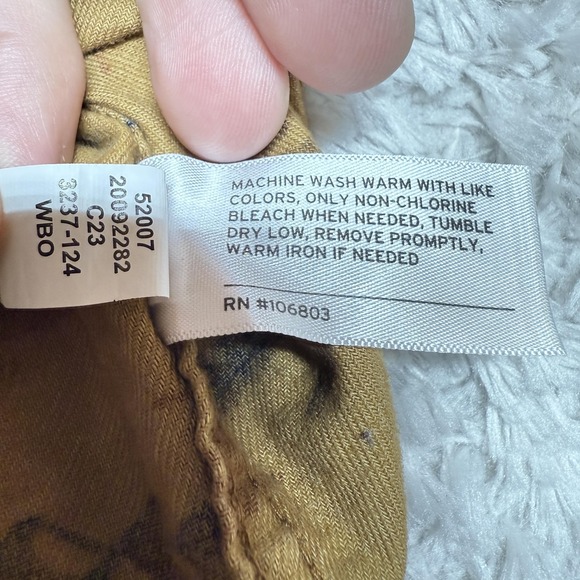 52007
20092282
C23
3237-124
WBO
MACHINE WASH WARM WITH LIKE
COLORS, ONLY NON-CHLORINE
BLEACH WHEN NEEDED, TUMBLE
DRY LOW, REMOVE PROMPTLY,
WARM IRON IF NEEDED
RN #106803